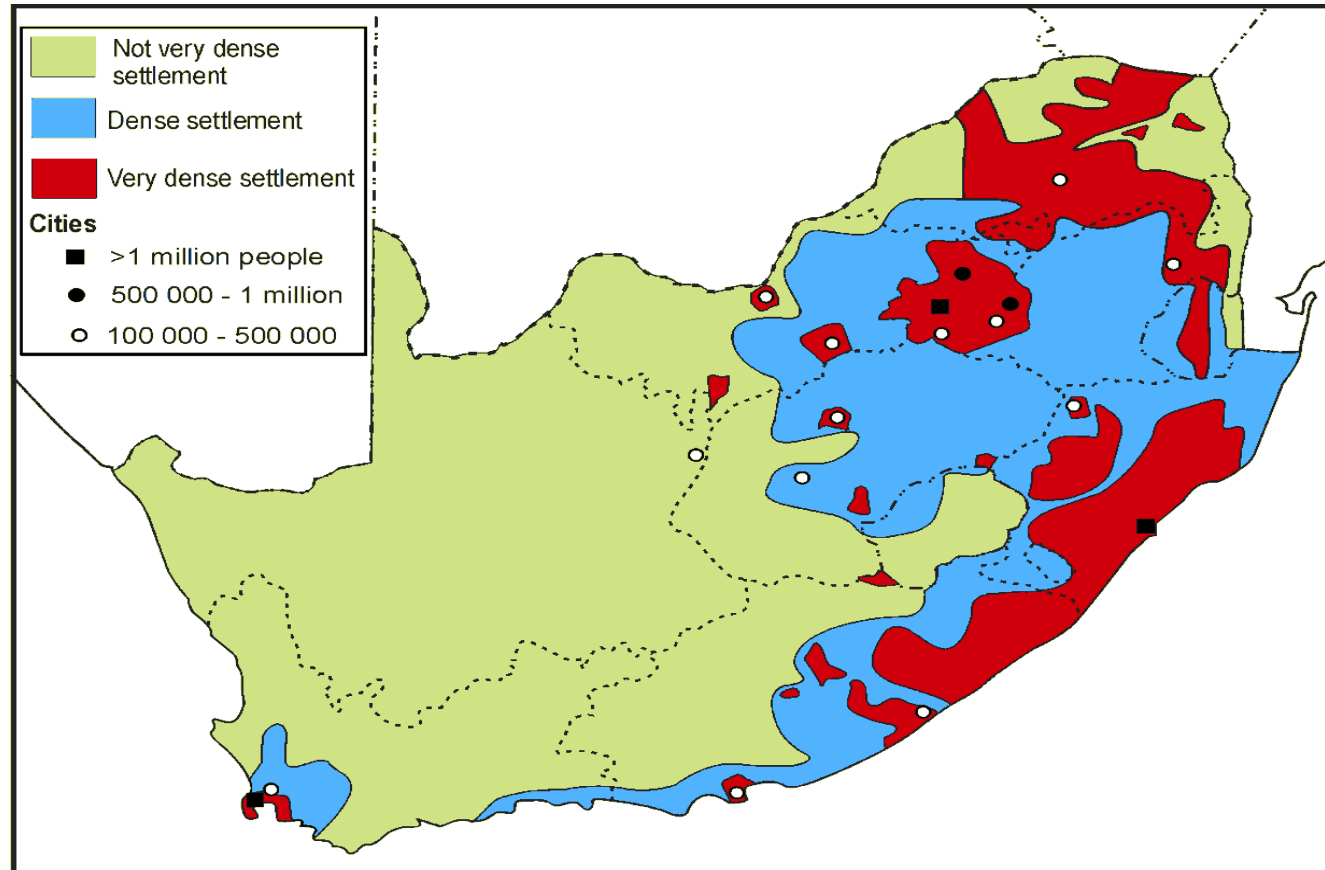 Not very dense
settlement
Dense settlement
Very dense settlement
Cities
>1 million people
500 000 - 1 million
100 000 - 500 000